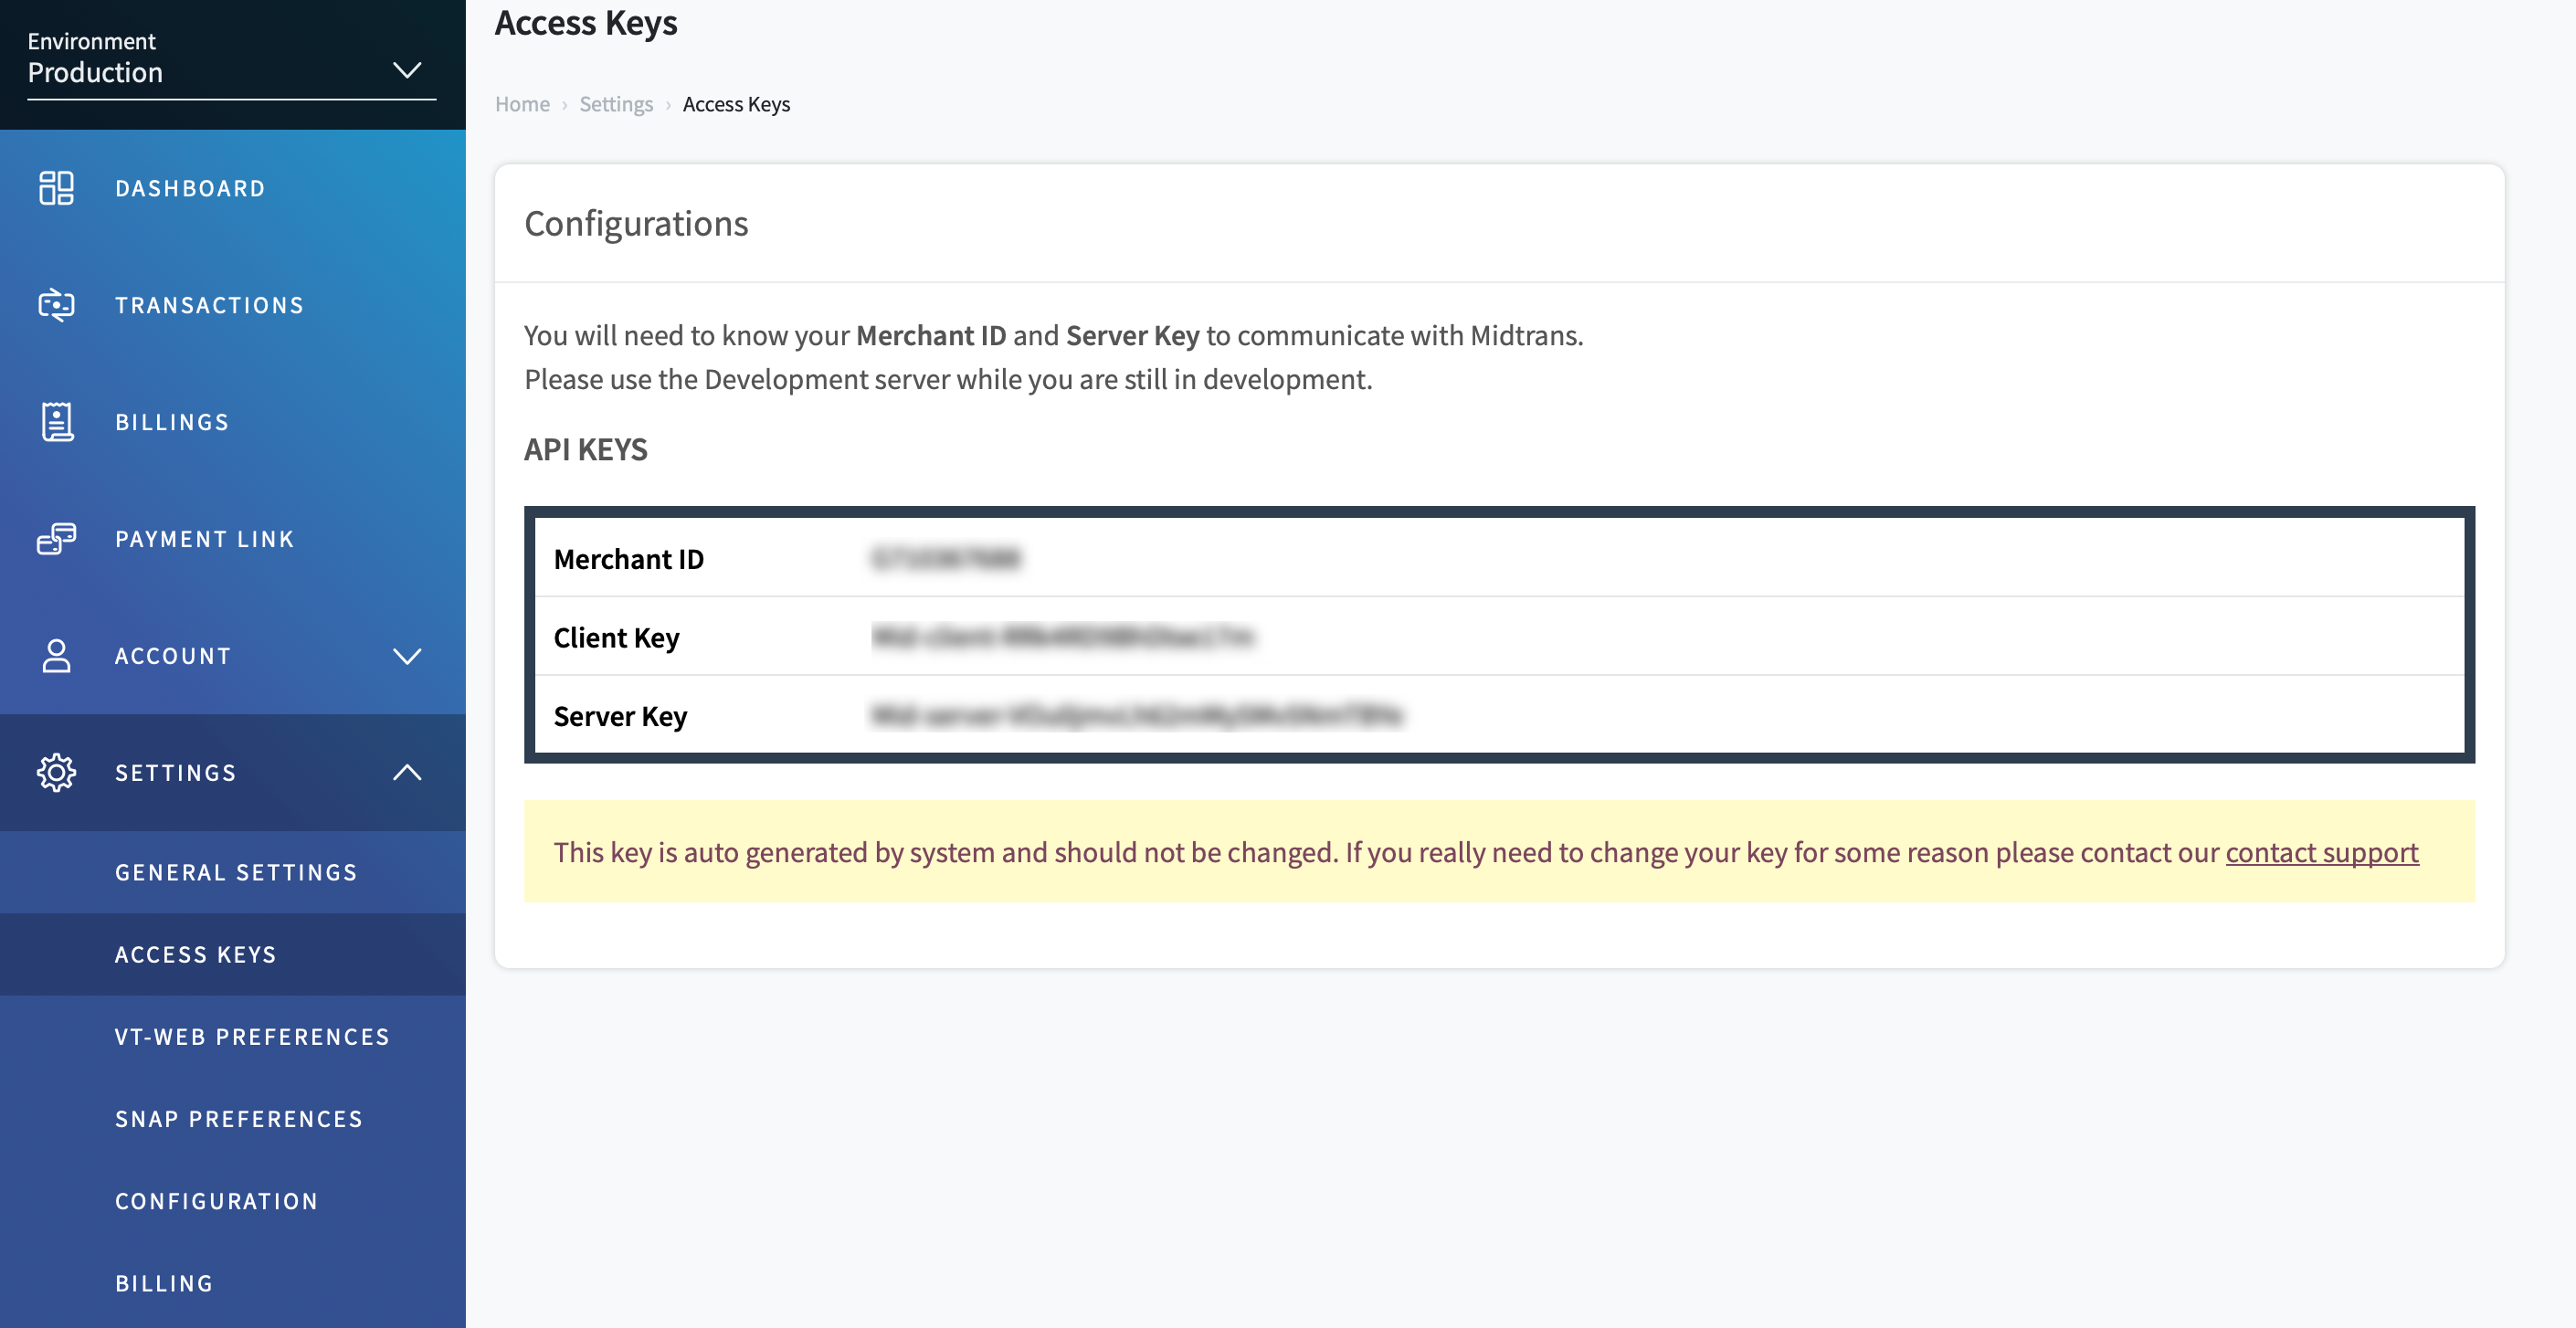 Environment
Production
DASHBOARD
TRANSACTIONS
BILLINGS
PAYMENT LINK
ACCOUNT
SETTINGS
GENERAL SETTINGS
ACCESS KEYS
VT-WEB PREFERENCES
SNAP PREFERENCES
CONFIGURATION
BILLING
Access Keys
Home › Settings › Access Keys
Configurations
You will need to know your Merchant ID and Server Key to communicate with Midtrans.
Please use the Development server while you are still in development.
API KEYS
Merchant ID
Client Key
Server Key
This key is auto generated by system and should not be changed. If you really need to change your key for some reason please contact our contact support